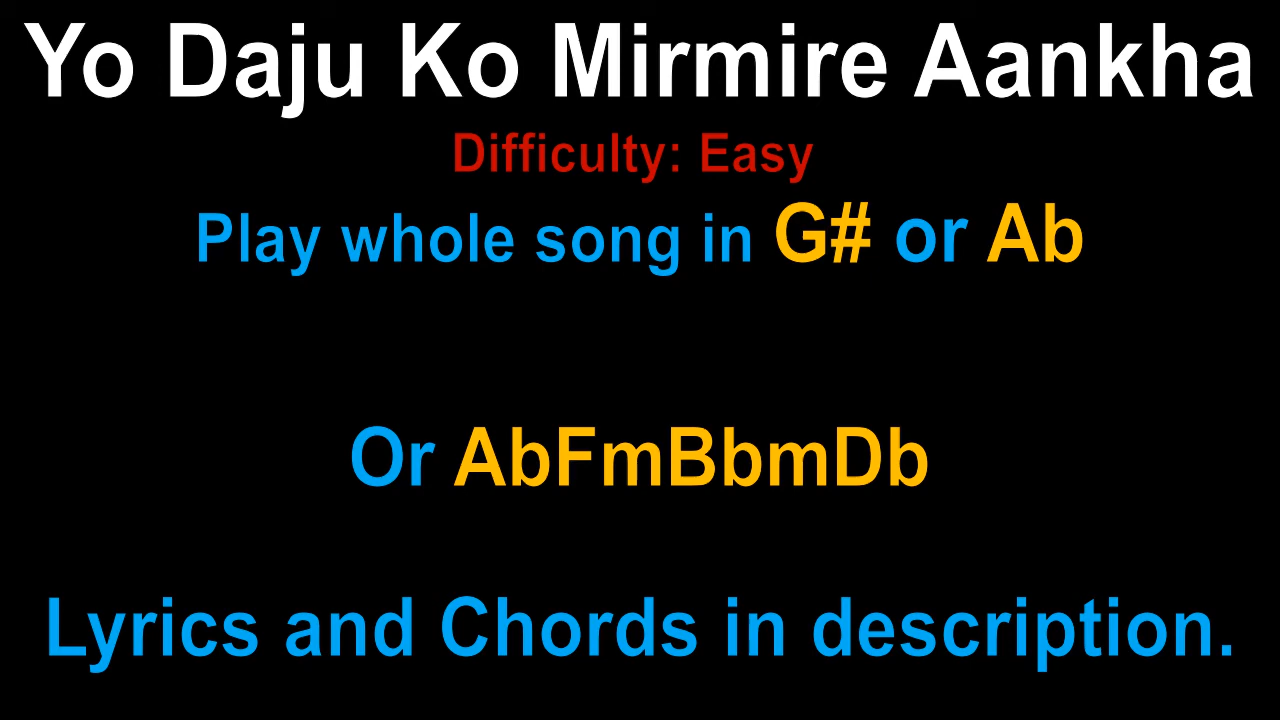 Yo Daju Ko Mirmire Aankha
Difficulty: Easy
Play whole song in G# or Ab
Or AbFmBbmDb
Lyrics and Chords in description.